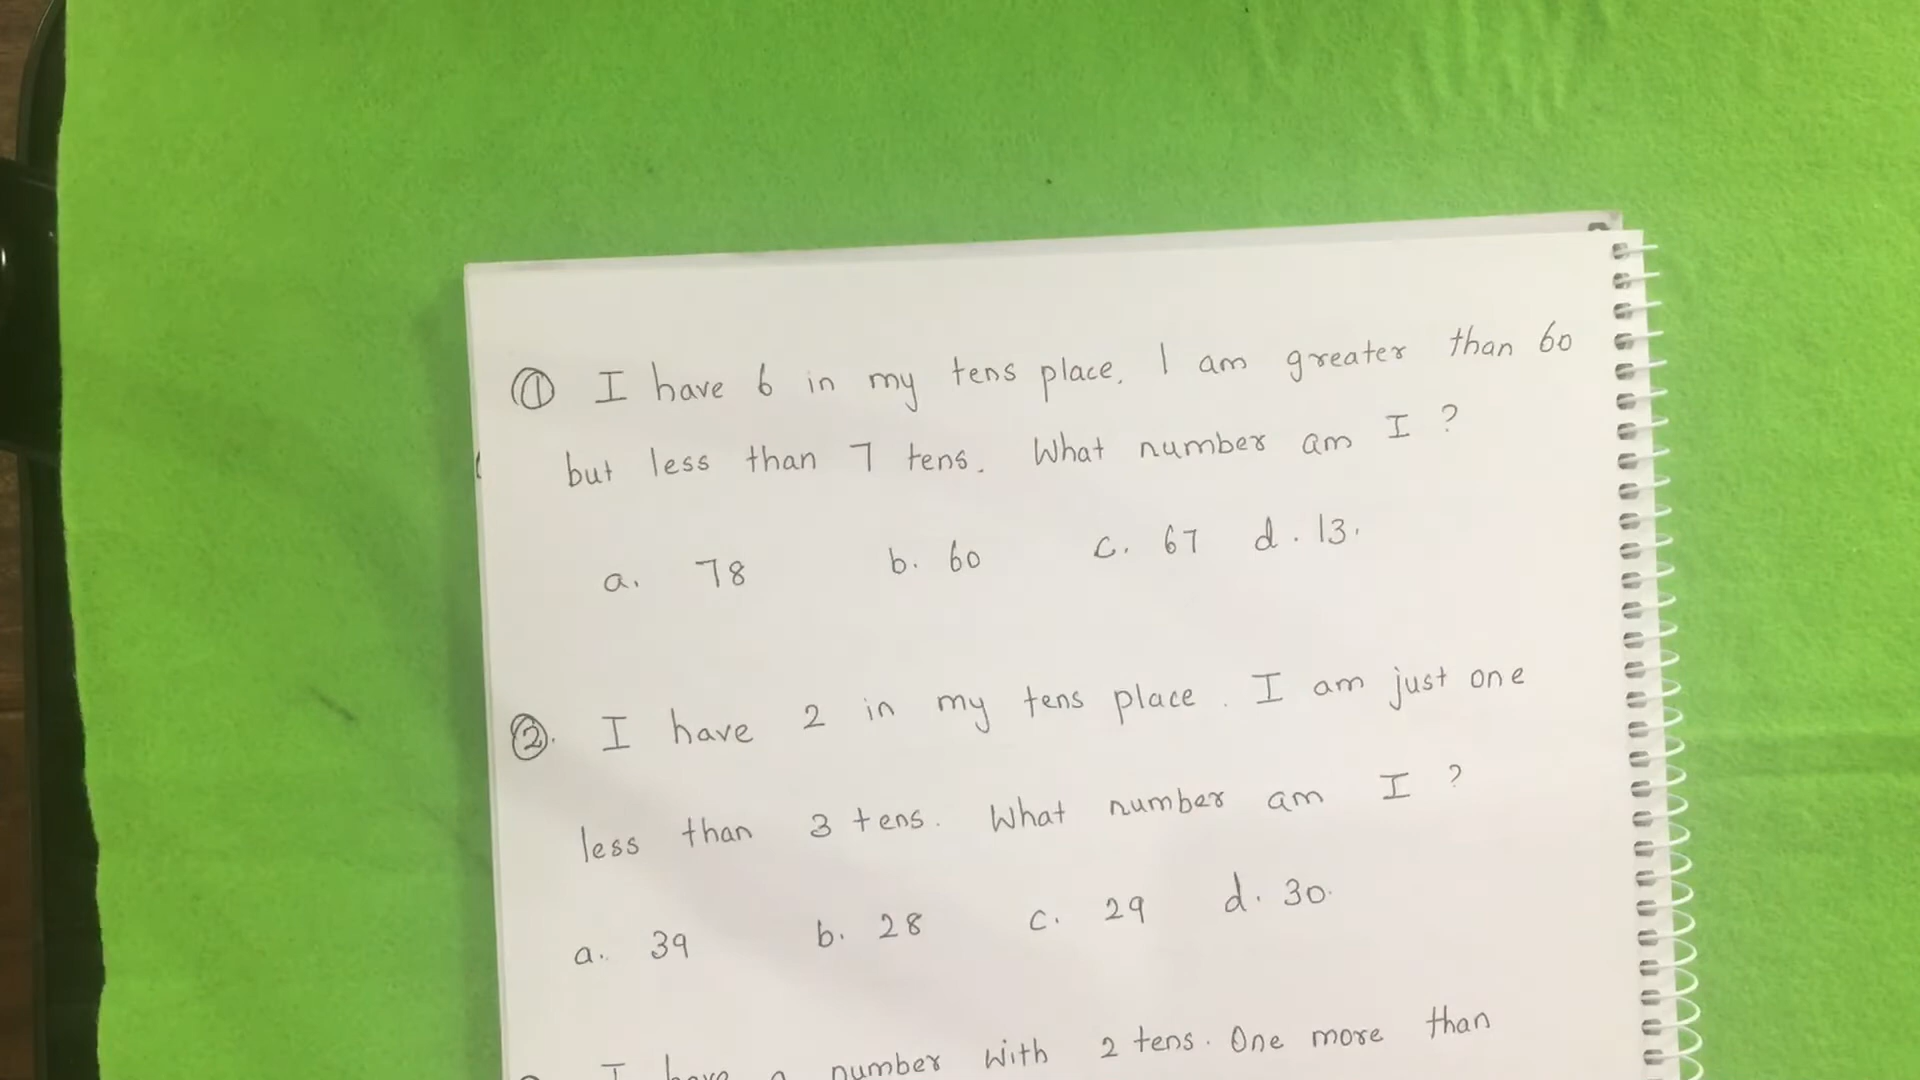 ① I have 6 in my tens place. I am greater than 60
but less than 7 tens. What number am I ?
a. 78 b. 60 c. 67 d. 13.
②. I have 2 in my tens place. I am just one
less than 3 tens. What number am I ?
a. 39 b. 28 c. 29 d. 30.
I have a number with 2 tens. One more than